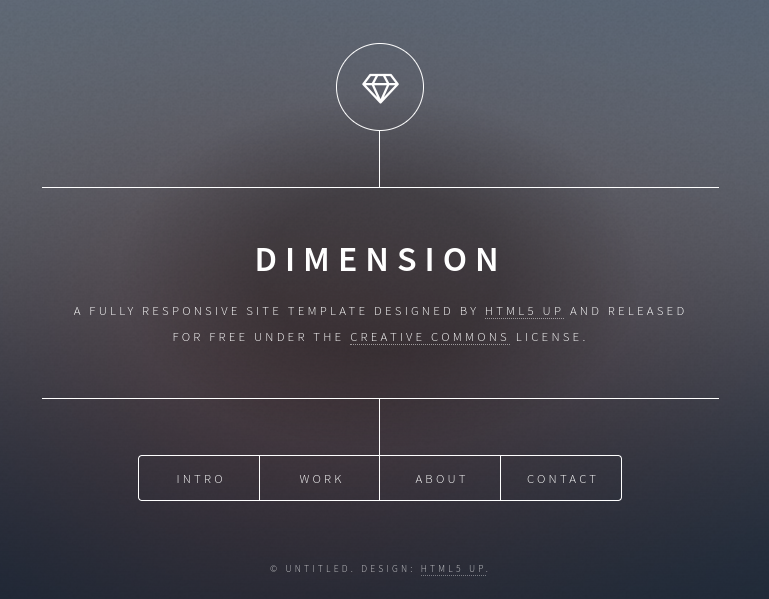 DIMENSION
A FULLY RESPONSIVE SITE TEMPLATE DESIGNED BY HTML5 UP AND RELEASED
FOR FREE UNDER THE CREATIVE COMMONS LICENSE.
INTRO WORK ABOUT CONTACT
© UNTITLED. DESIGN: HTML5 UP.